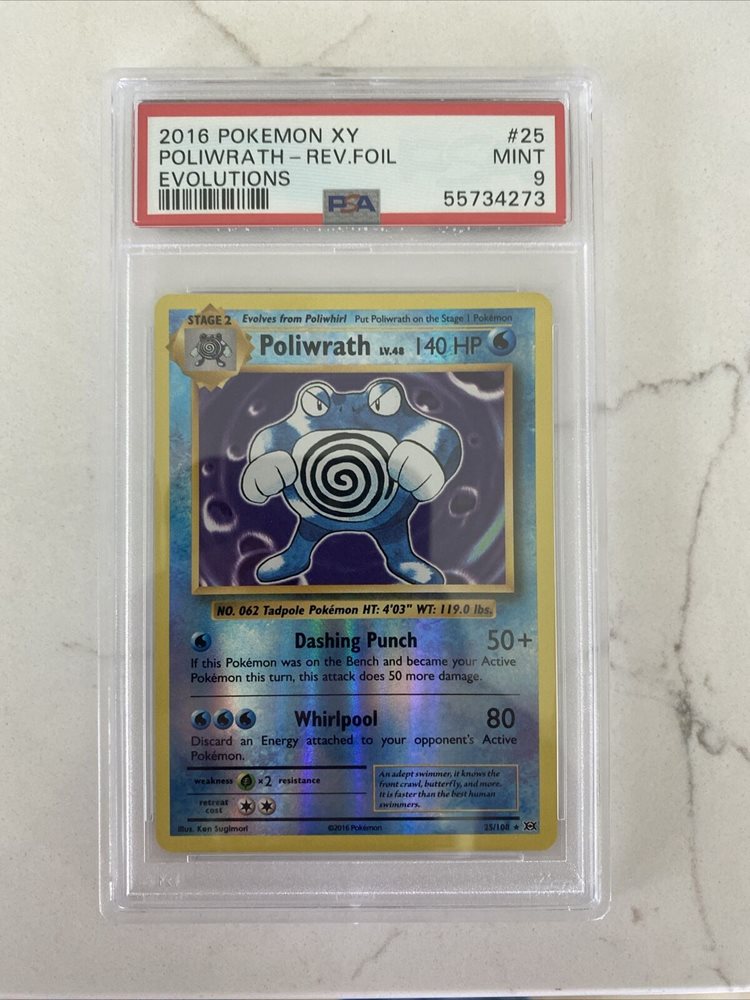 2016 POKEMON XY #25
POLIWRATH - REV.FOIL MINT
EVOLUTIONS 9
PSA 55734273
STAGE 2 Evolves from Poliwhirl Put Poliwrath on the Stage 1 Pokémon
Poliwrath LV.48 140 HP
NO. 062 Tadpole Pokémon HT: 4'03" WT: 119.0 lbs.
Dashing Punch 50+
If this Pokémon was on the Bench and became your Active
Pokémon this turn, this attack does 50 more damage.
Whirlpool 80
Discard an Energy attached to your opponent's Active
Pokémon.
weakness ×2 resistance
retreat
cost
An adept swimmer, it knows the
front crawl, butterfly, and more.
It is faster than the best human
swimmers.
Illus. Ken Sugimori ©2016 Pokémon 25/108 ★